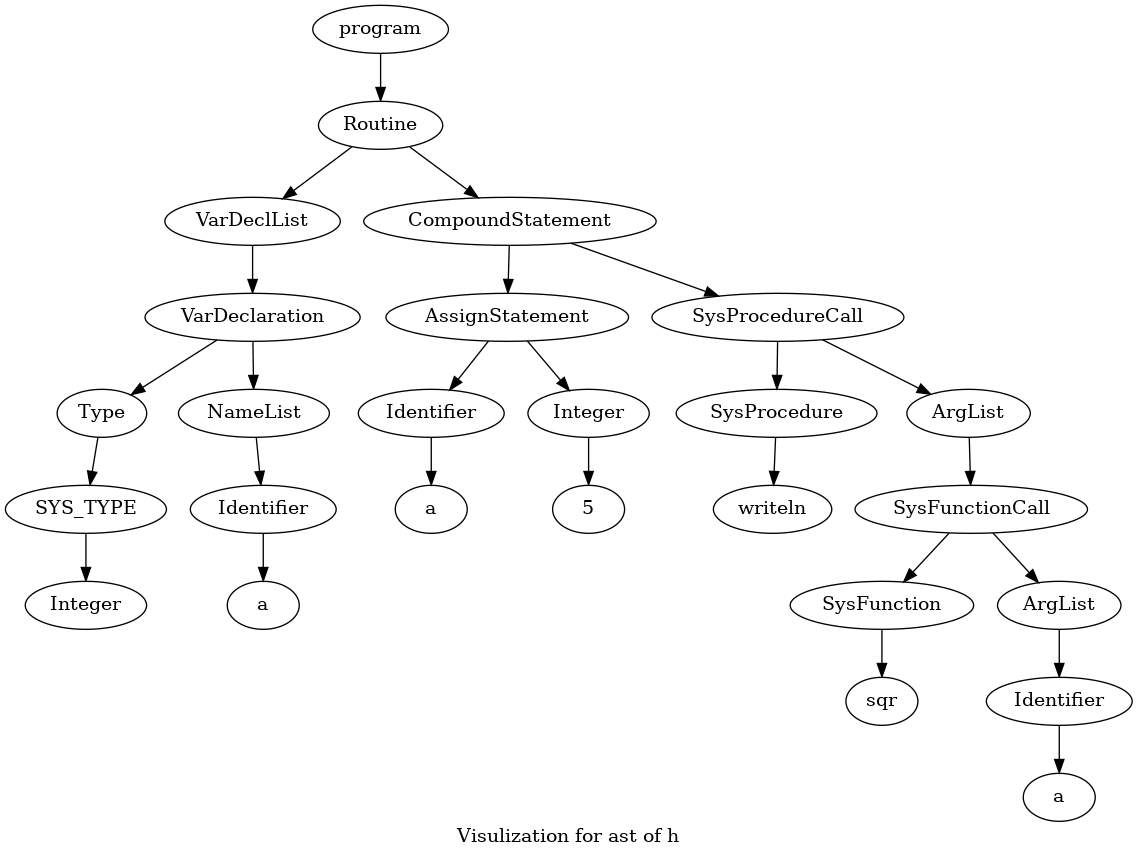 program
Routine
VarDeclList
CompoundStatement
VarDeclaration
AssignStatement
SysProcedureCall
Type
NameList
Identifier
Integer
SysProcedure
ArgList
SYS_TYPE
Identifier
a
5
writeln
SysFunctionCall
Integer
a
SysFunction
ArgList
sqr
Identifier
a
Visulization for ast of h